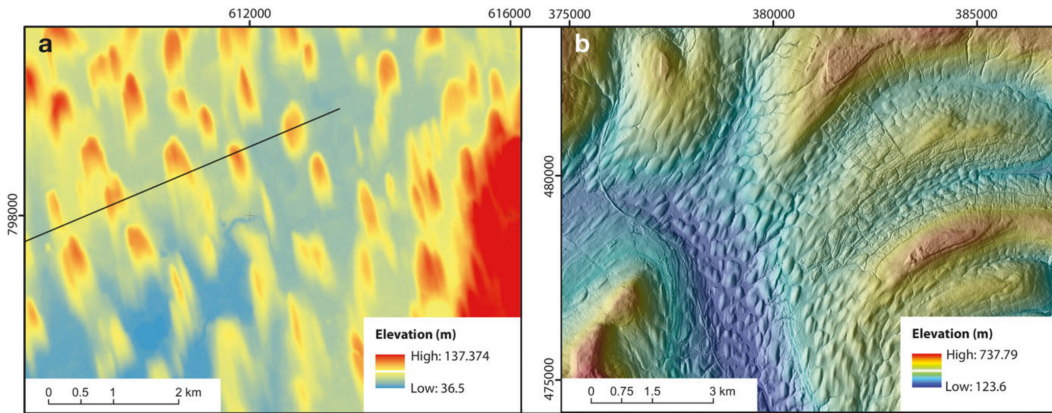 612000
616000
a
798000
Elevation (m)
High: 137.374
Low: 36.5
0 0.5 1 2 km
375000
380000
385000
b
480000
475000
Elevation (m)
High: 737.79
Low: 123.6
0 0.75 1.5 3 km